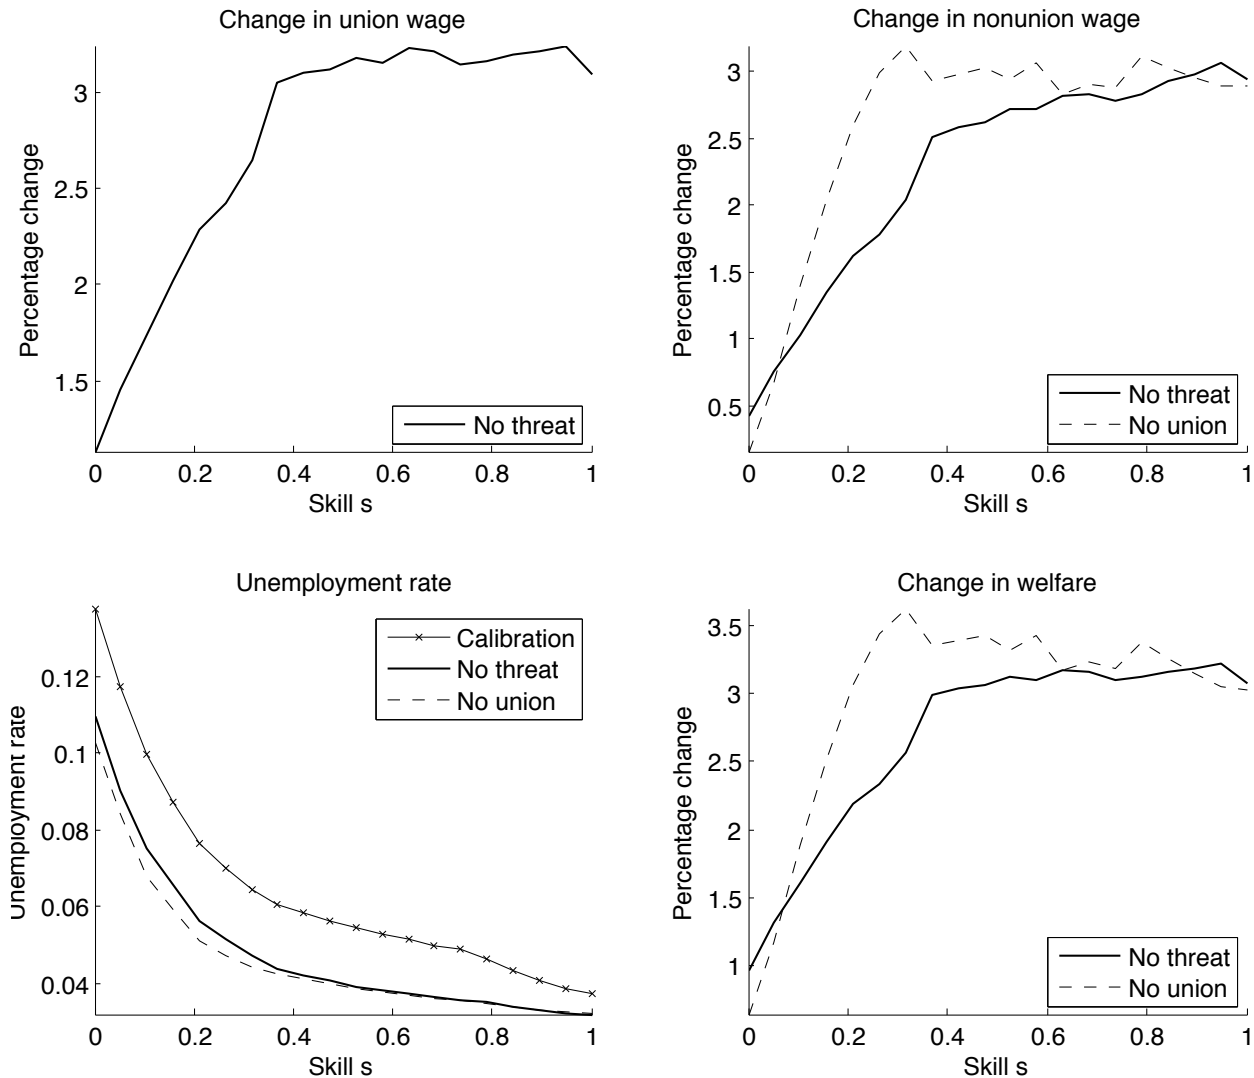 Change in union wage
Percentage change
3
2.5
2
1.5
0
0.2
0.4
0.6
0.8
1
Skill s
No threat
Change in nonunion wage
Percentage change
3
2.5
2
1.5
1
0.5
0
0.2
0.4
0.6
0.8
1
Skill s
No threat
No union
Unemployment rate
Unemployment rate
0.12
0.1
0.08
0.06
0.04
0
0.2
0.4
0.6
0.8
1
Skill s
Calibration
No threat
No union
Change in welfare
Percentage change
3.5
3
2.5
2
1.5
1
0
0.2
0.4
0.6
0.8
1
Skill s
No threat
No union